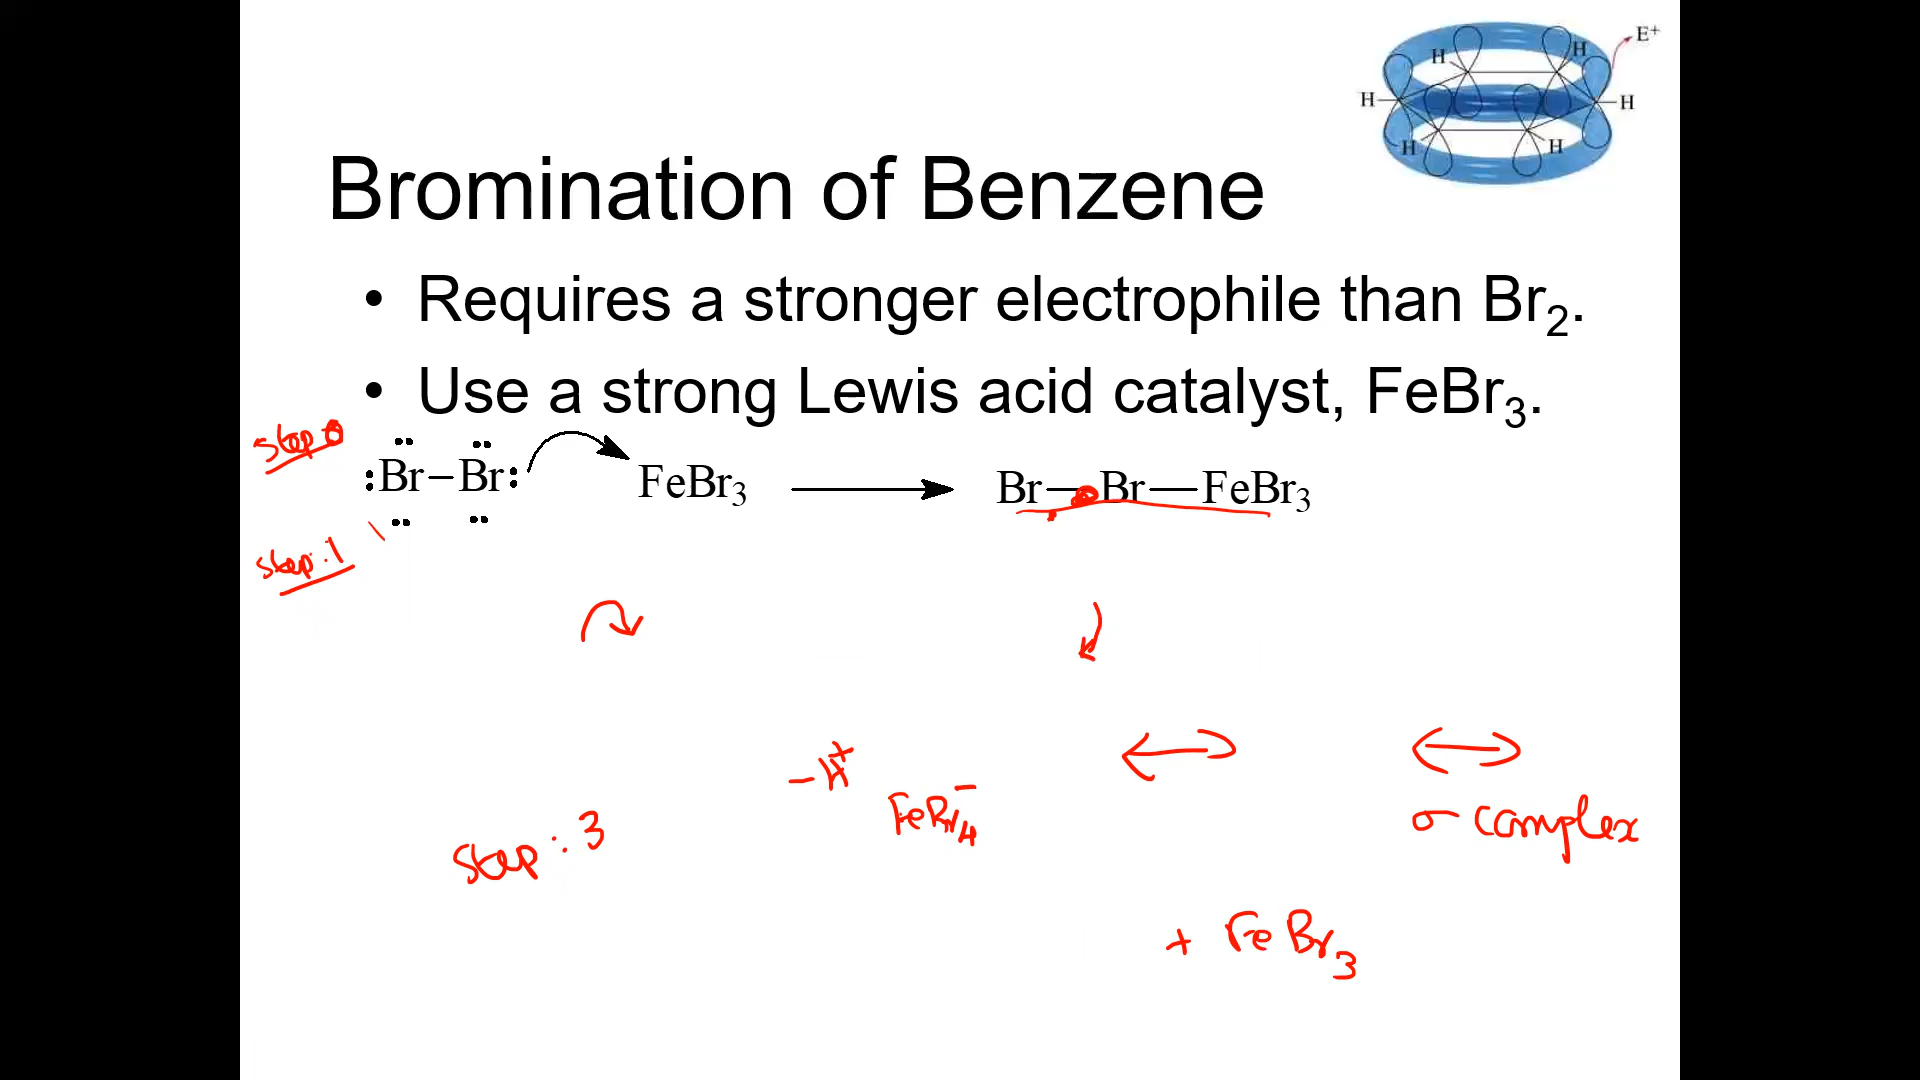 E⁺
H H
H H
H H
Bromination of Benzene
• Requires a stronger electrophile than Br₂.
• Use a strong Lewis acid catalyst, FeBr₃.
step 0
:Br–Br: FeBr₃ ⟶ Br—Br—FeBr₃
step:1
-H⁺
FeBr₄⁻
σ complex
step:3
+ FeBr₃